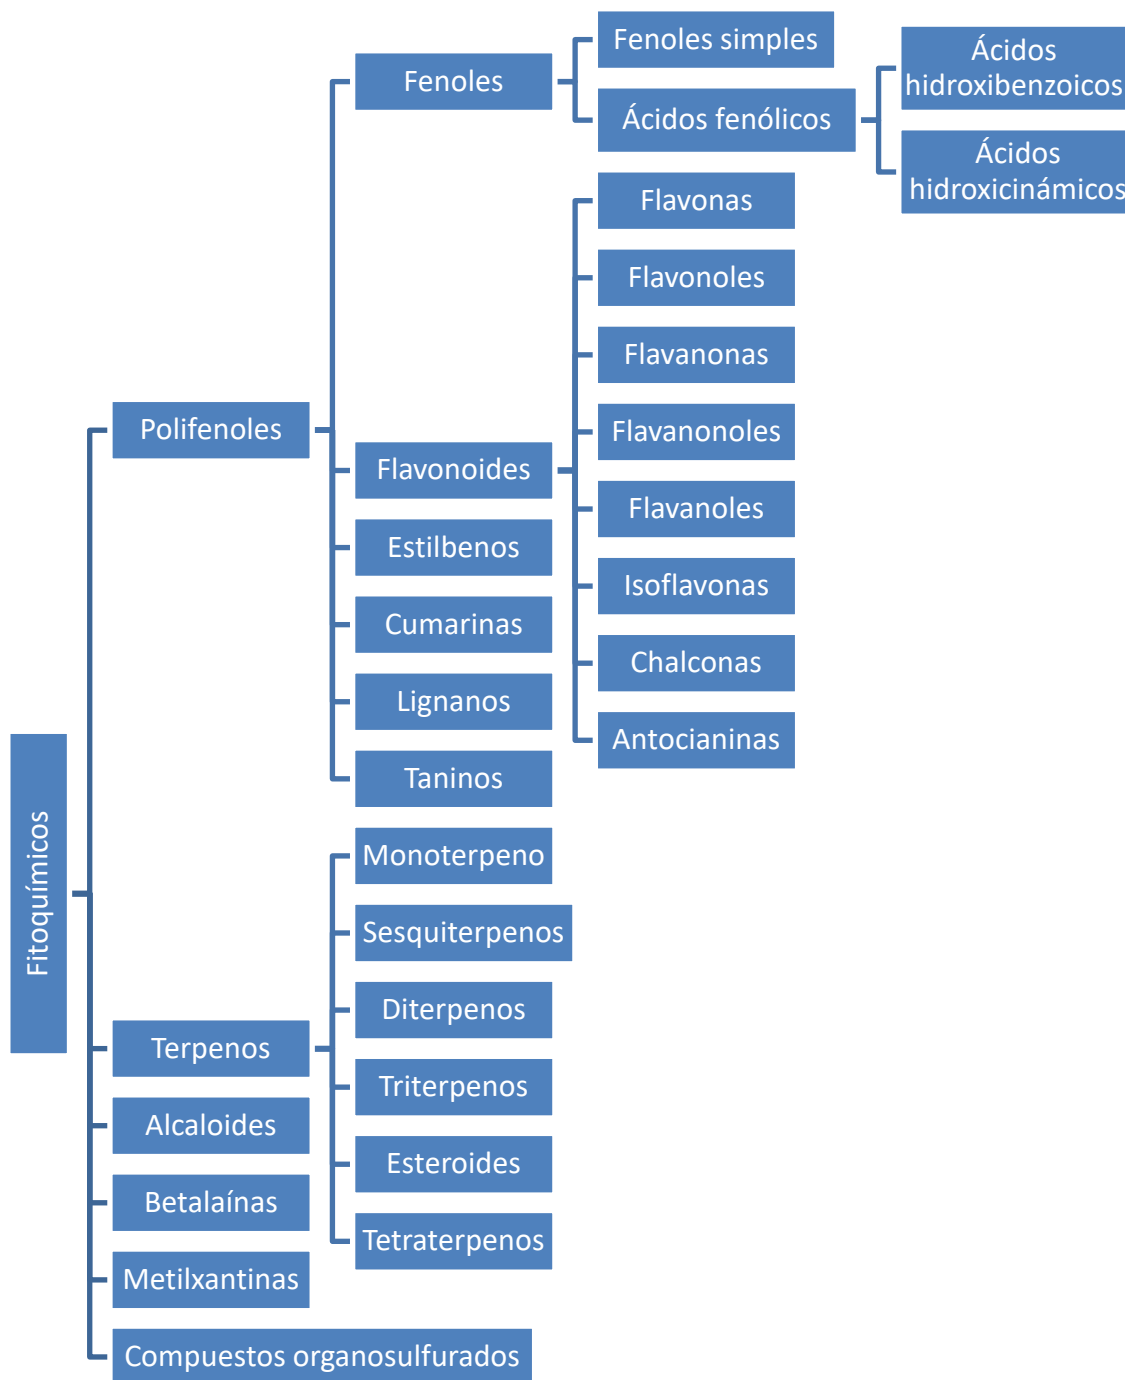 Fitoquímicos
Polifenoles
Fenoles
Fenoles simples
Ácidos fenólicos
Ácidos
hidroxibenzoicos
Ácidos
hidroxicinámicos
Flavonoides
Flavonas
Flavonoles
Flavanonas
Flavanonoles
Flavanoles
Isoflavonas
Chalconas
Antocianinas
Estilbenos
Cumarinas
Lignanos
Taninos
Terpenos
Monoterpeno
Sesquiterpenos
Diterpenos
Triterpenos
Esteroides
Tetraterpenos
Alcaloides
Betalaínas
Metilxantinas
Compuestos organosulfurados